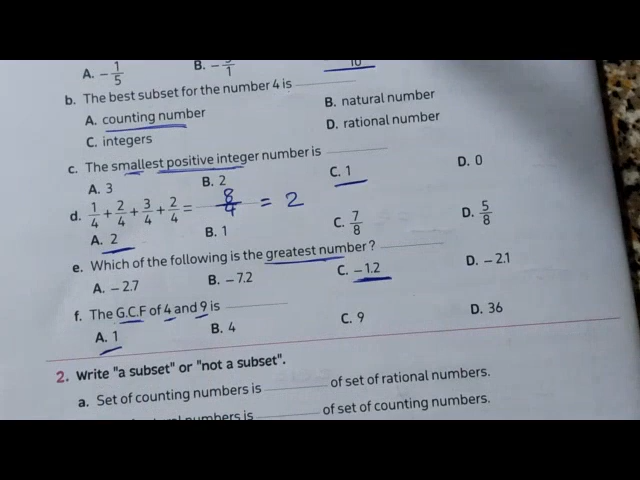 A. −1/5 B. −
10
b. The best subset for the number 4 is
A. counting number B. natural number
C. integers D. rational number
c. The smallest positive integer number is
A. 3 B. 2 C. 1 D. 0
d. 1/4 + 2/4 + 3/4 + 2/4 = 8/4 = 2
A. 2 B. 1 C. 7/8 D. 5/8
e. Which of the following is the greatest number ?
A. −2.7 B. −7.2 C. −1.2 D. −2.1
f. The G.C.F of 4 and 9 is
A. 1 B. 4 C. 9 D. 36
2. Write "a subset" or "not a subset".
a. Set of counting numbers is of set of rational numbers.
numbers is of set of counting numbers.